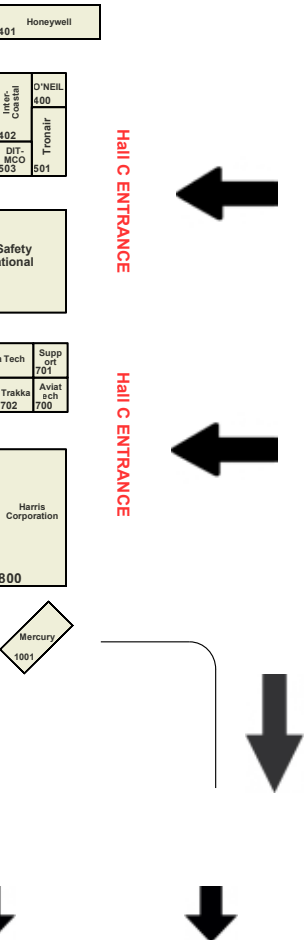 Honeywell
401
Inter-
Coastal
402
O'NEIL
400
DIT-
MCO
503
Tronair
501
Hall C ENTRANCE
Safety
ational
Tech
Supp
ort
701
Trakka
702
Aviat
ech
700
Hall C ENTRANCE
Harris
Corporation
800
Mercury
1001